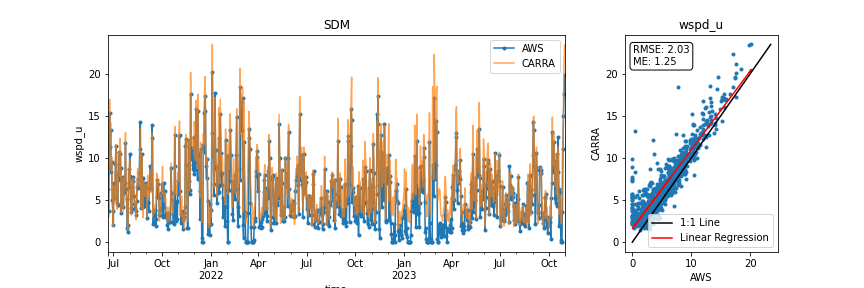 SDM
wspd_u
AWS
CARRA
RMSE: 2.03
ME: 1.25
wspd_u
CARRA
20
15
10
5
0
20
15
10
5
0
1:1 Line
Linear Regression
Jul
Oct
Jan
2022
Apr
Jul
Oct
Jan
2023
Apr
Jul
Oct
0
10
20
time
AWS